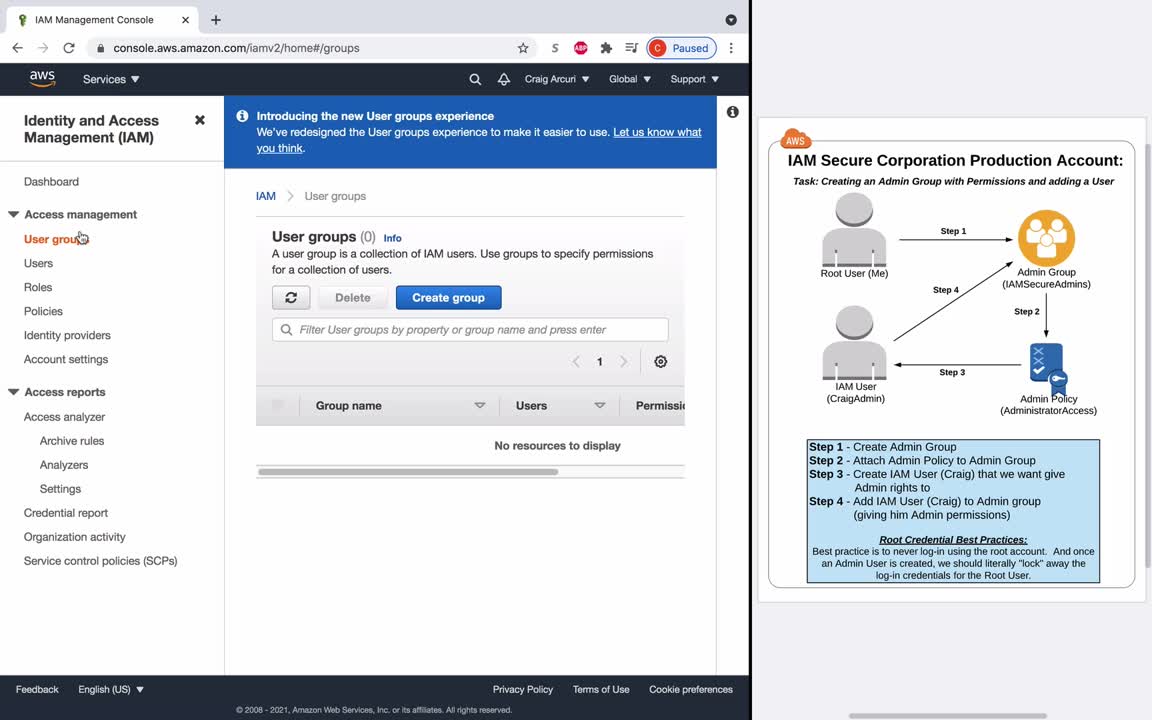 IAM Management Console
console.aws.amazon.com/iamv2/home#/groups
S
ABP
C
Paused
aws
Services
Craig Arcuri
Global
Support
Identity and Access
Management (IAM)
Dashboard
Access management
User groups
Users
Roles
Policies
Identity providers
Account settings
Access reports
Access analyzer
Archive rules
Analyzers
Settings
Credential report
Organization activity
Service control policies (SCPs)
Introducing the new User groups experience
We've redesigned the User groups experience to make it easier to use. Let us know what
you think.
IAM
User groups
User groups (0) Info
A user group is a collection of IAM users. Use groups to specify permissions
for a collection of users.
Delete
Create group
Filter User groups by property or group name and press enter
1
Group name
Users
Permissi
No resources to display
Feedback
English (US)
Privacy Policy
Terms of Use
Cookie preferences
© 2008 - 2021, Amazon Web Services, Inc. or its affiliates. All rights reserved.
AWS
IAM Secure Corporation Production Account:
Task: Creating an Admin Group with Permissions and adding a User
Step 1
Root User (Me)
Admin Group
(IAMSecureAdmins)
Step 4
Step 2
Step 3
IAM User
(CraigAdmin)
Admin Policy
(AdministratorAccess)
Step 1 - Create Admin Group
Step 2 - Attach Admin Policy to Admin Group
Step 3 - Create IAM User (Craig) that we want give
Admin rights to
Step 4 - Add IAM User (Craig) to Admin group
(giving him Admin permissions)
Root Credential Best Practices:
Best practice is to never log-in using the root account. And once
an Admin User is created, we should literally "lock" away the
log-in credentials for the Root User.